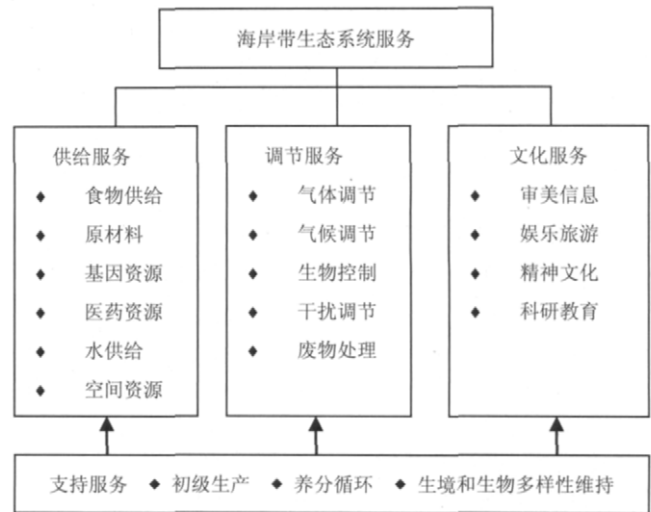 海岸带生态系统服务
供给服务
◆ 食物供给
◆ 原材料
◆ 基因资源
◆ 医药资源
◆ 水供给
◆ 空间资源
调节服务
◆ 气体调节
◆ 气候调节
◆ 生物控制
◆ 干扰调节
◆ 废物处理
文化服务
◆ 审美信息
◆ 娱乐旅游
◆ 精神文化
◆ 科研教育
支持服务 ◆ 初级生产 ◆ 养分循环 ◆ 生境和生物多样性维持